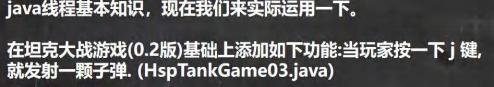 java线程基本知识，现在我们来实际运用一下。
在坦克大战游戏(0.2版)基础上添加如下功能:当玩家按一下 j 键,
就发射一颗子弹. (HspTankGame03.java)